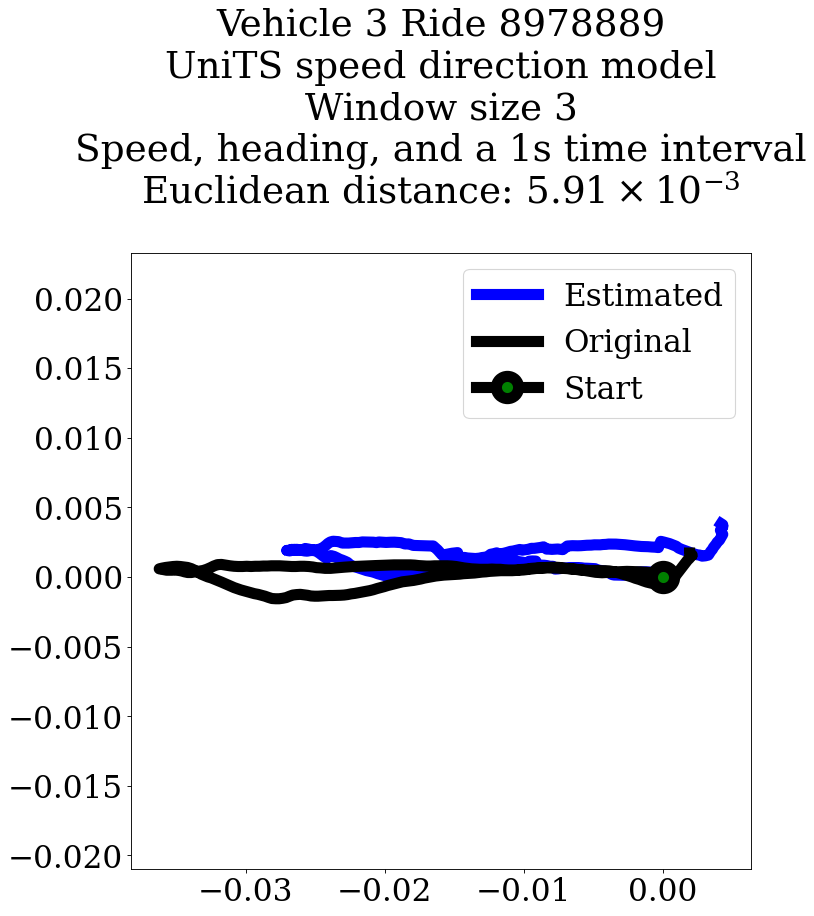 Vehicle 3 Ride 8978889
UniTS speed direction model
Window size 3
Speed, heading, and a 1s time interval
Euclidean distance: 5.91 × 10⁻³
Estimated
Original
Start
0.020
0.015
0.010
0.005
0.000
−0.005
−0.010
−0.015
−0.020
−0.03 −0.02 −0.01 0.00